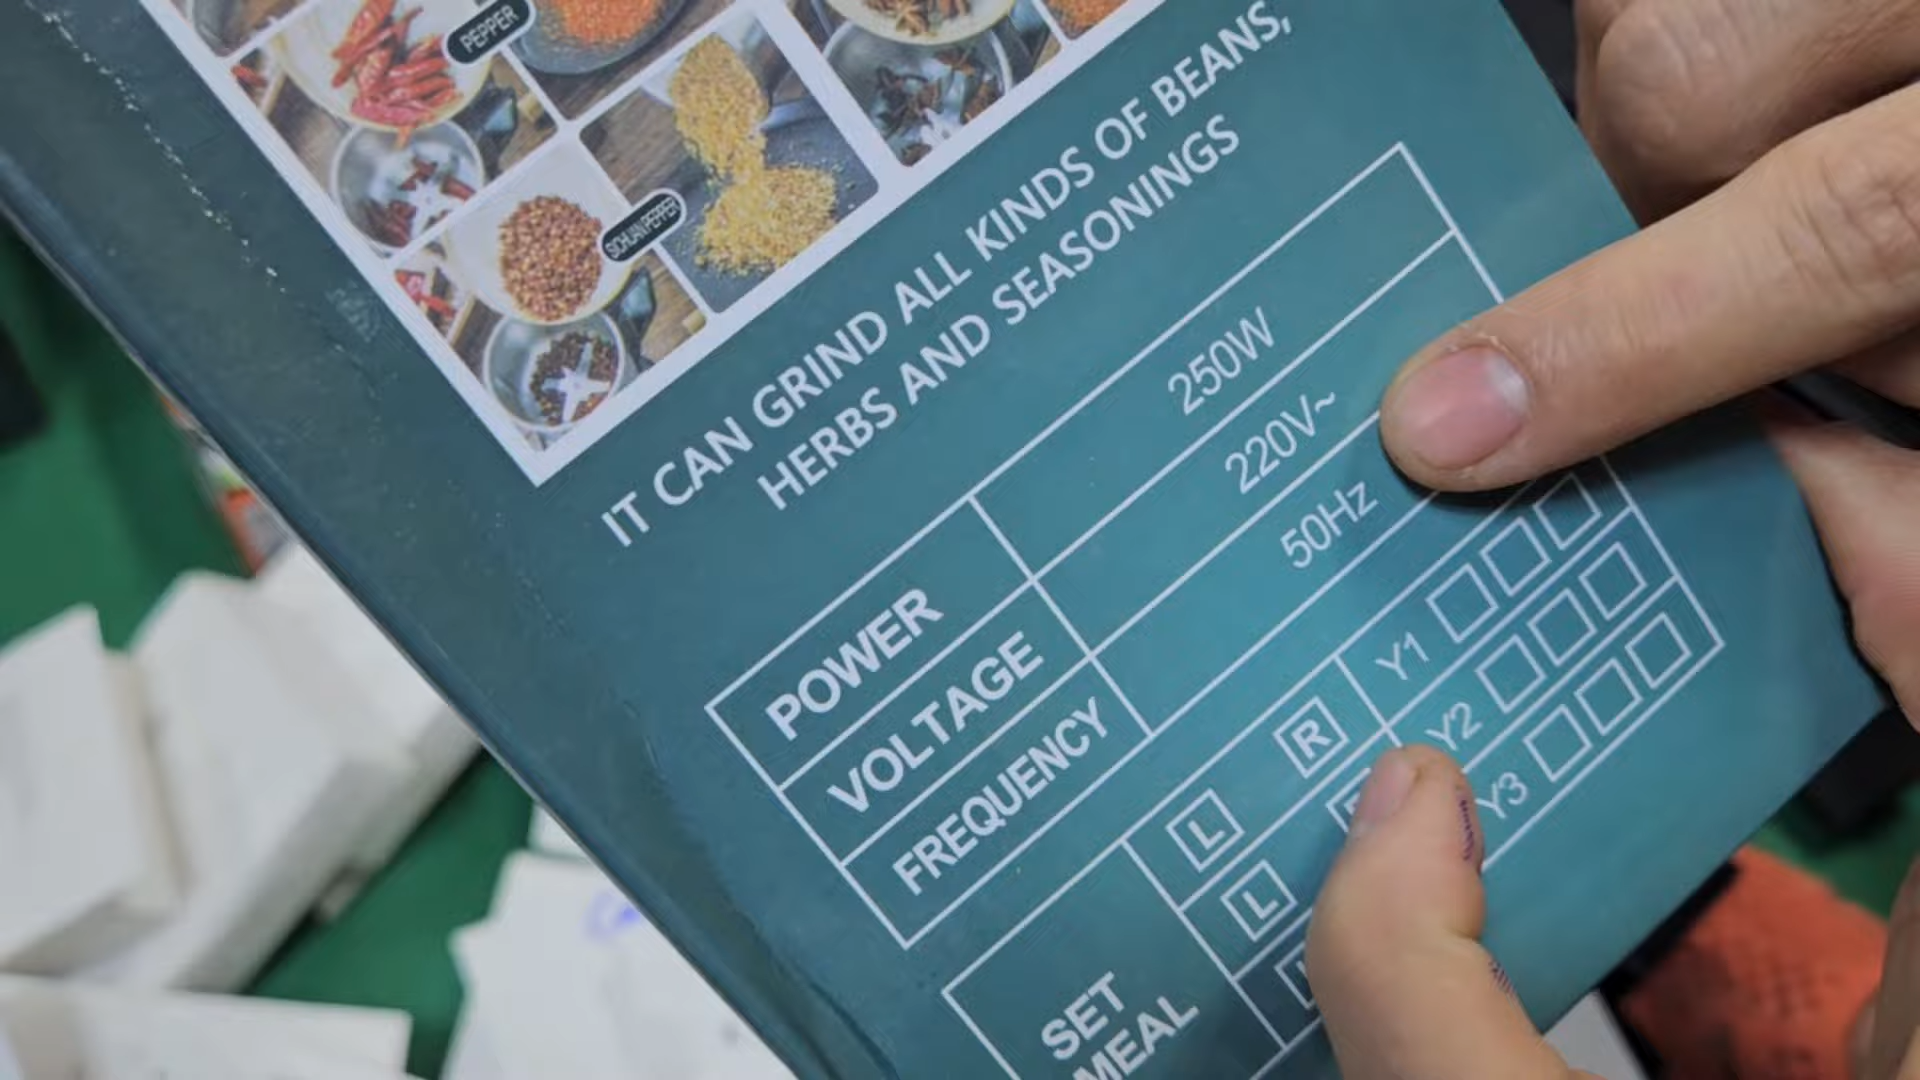 PEPPER
SICHUAN PEPPER
IT CAN GRIND ALL KINDS OF BEANS,
HERBS AND SEASONINGS
POWER 250W
VOLTAGE 220V~
FREQUENCY 50Hz
SET
MEAL
L R Y1
L Y2
Y3